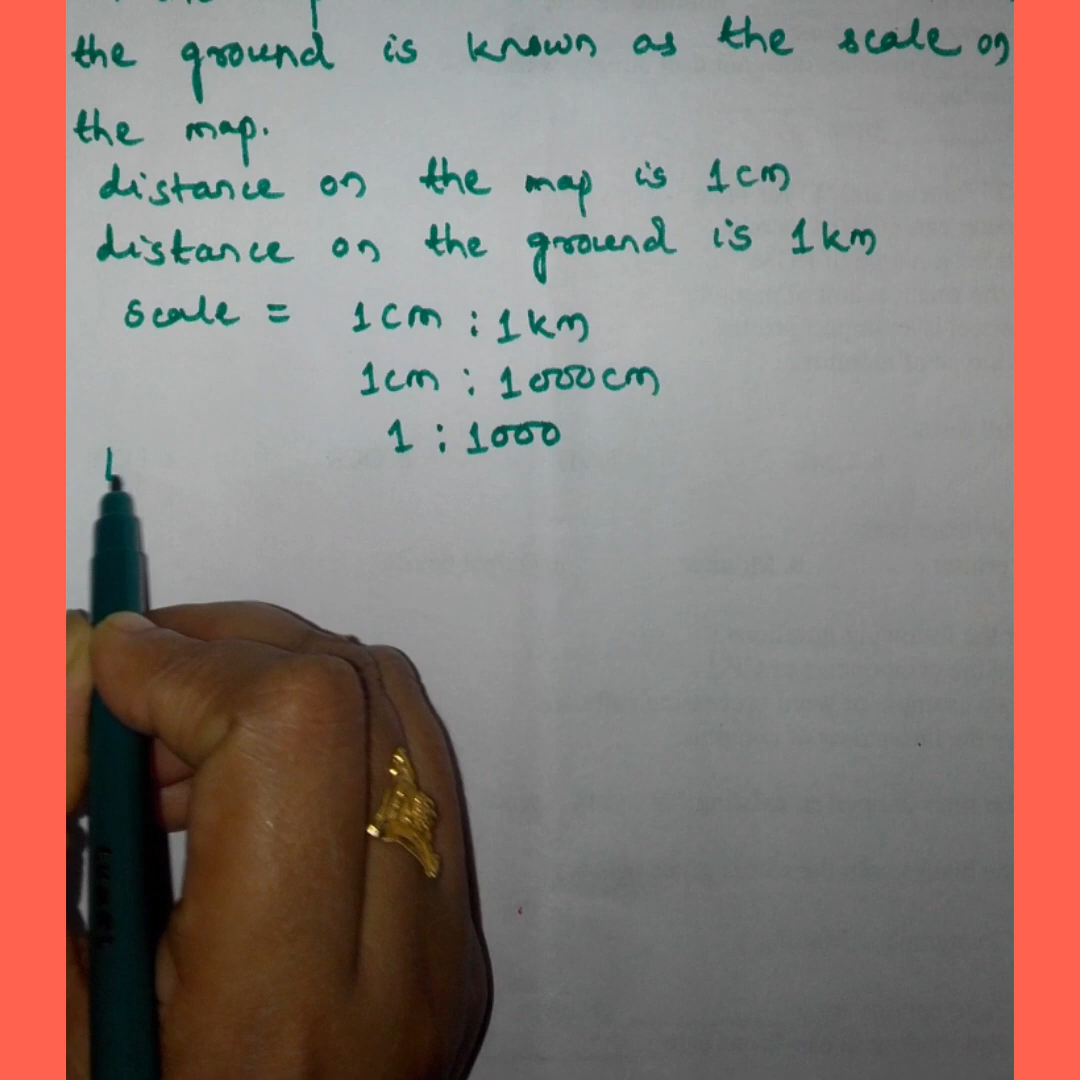 the ground is known as the scale on
the map.
distance on the map is 1cm
distance on the ground is 1km
scale = 1cm : 1km
1cm : 1000cm
1 : 1000